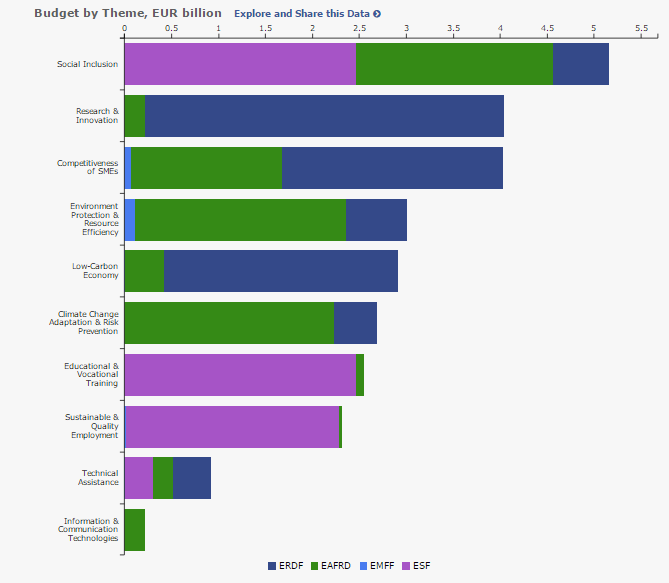 Budget by Theme, EUR billion Explore and Share this Data
0 0.5 1 1.5 2 2.5 3 3.5 4 4.5 5 5.5
Social Inclusion
Research &
Innovation
Competitiveness
of SMEs
Environment
Protection &
Resource
Efficiency
Low-Carbon
Economy
Climate Change
Adaptation & Risk
Prevention
Educational &
Vocational
Training
Sustainable &
Quality
Employment
Technical
Assistance
Information &
Communication
Technologies
ERDF EAFRD EMFF ESF